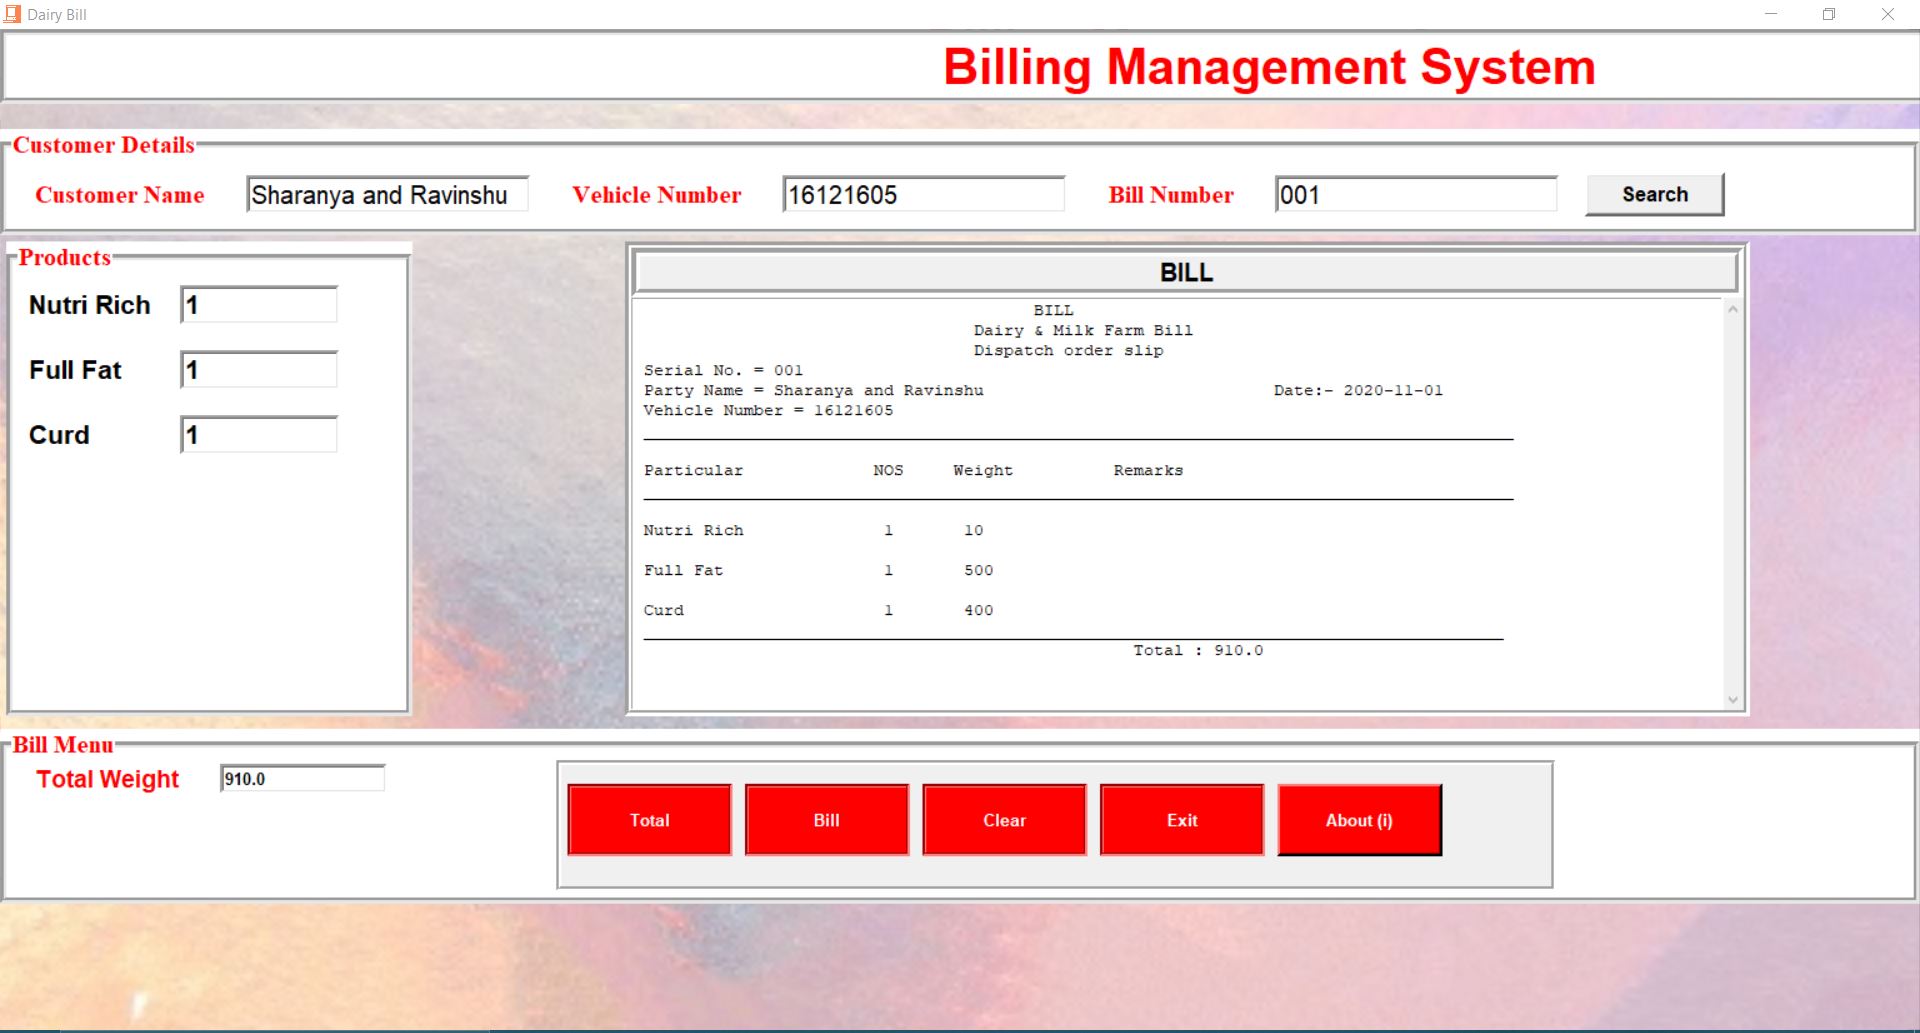 Dairy Bill
Billing Management System
Customer Details
Customer Name Sharanya and Ravinshu Vehicle Number 16121605 Bill Number 001 Search
Products
Nutri Rich 1
Full Fat 1
Curd 1
BILL
BILL
Dairy & Milk Farm Bill
Dispatch order slip
Serial No. = 001
Party Name = Sharanya and Ravinshu Date:- 2020-11-01
Vehicle Number = 16121605
Particular NOS Weight Remarks
Nutri Rich 1 10
Full Fat 1 500
Curd 1 400
Total : 910.0
Bill Menu
Total Weight 910.0
Total Bill Clear Exit About (i)